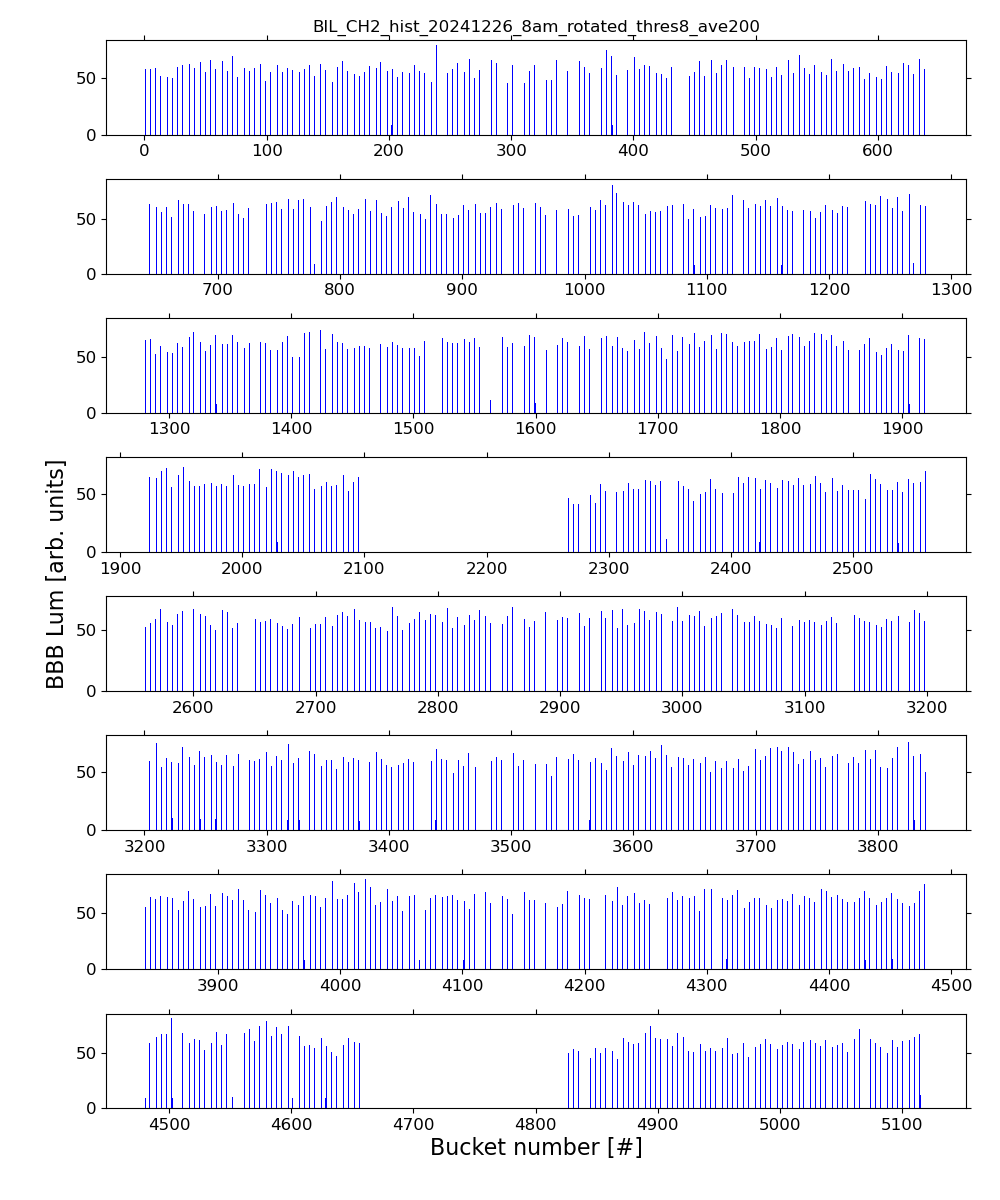 BIL_CH2_hist_20241226_8am_rotated_thres8_ave200
50
0
0 100 200 300 400 500 600
50
0
700 800 900 1000 1100 1200 1300
50
0
1300 1400 1500 1600 1700 1800 1900
50
0
1900 2000 2100 2200 2300 2400 2500
BBB Lum [arb. units]
50
0
2600 2700 2800 2900 3000 3100 3200
50
0
3200 3300 3400 3500 3600 3700 3800
50
0
3900 4000 4100 4200 4300 4400 4500
50
0
4500 4600 4700 4800 4900 5000 5100
Bucket number [#]